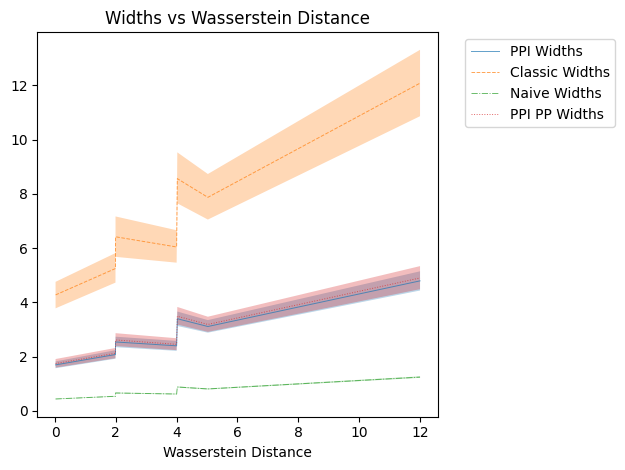 Widths vs Wasserstein Distance
PPI Widths
Classic Widths
Naive Widths
PPI PP Widths
12
10
8
6
4
2
0
0 2 4 6 8 10 12
Wasserstein Distance